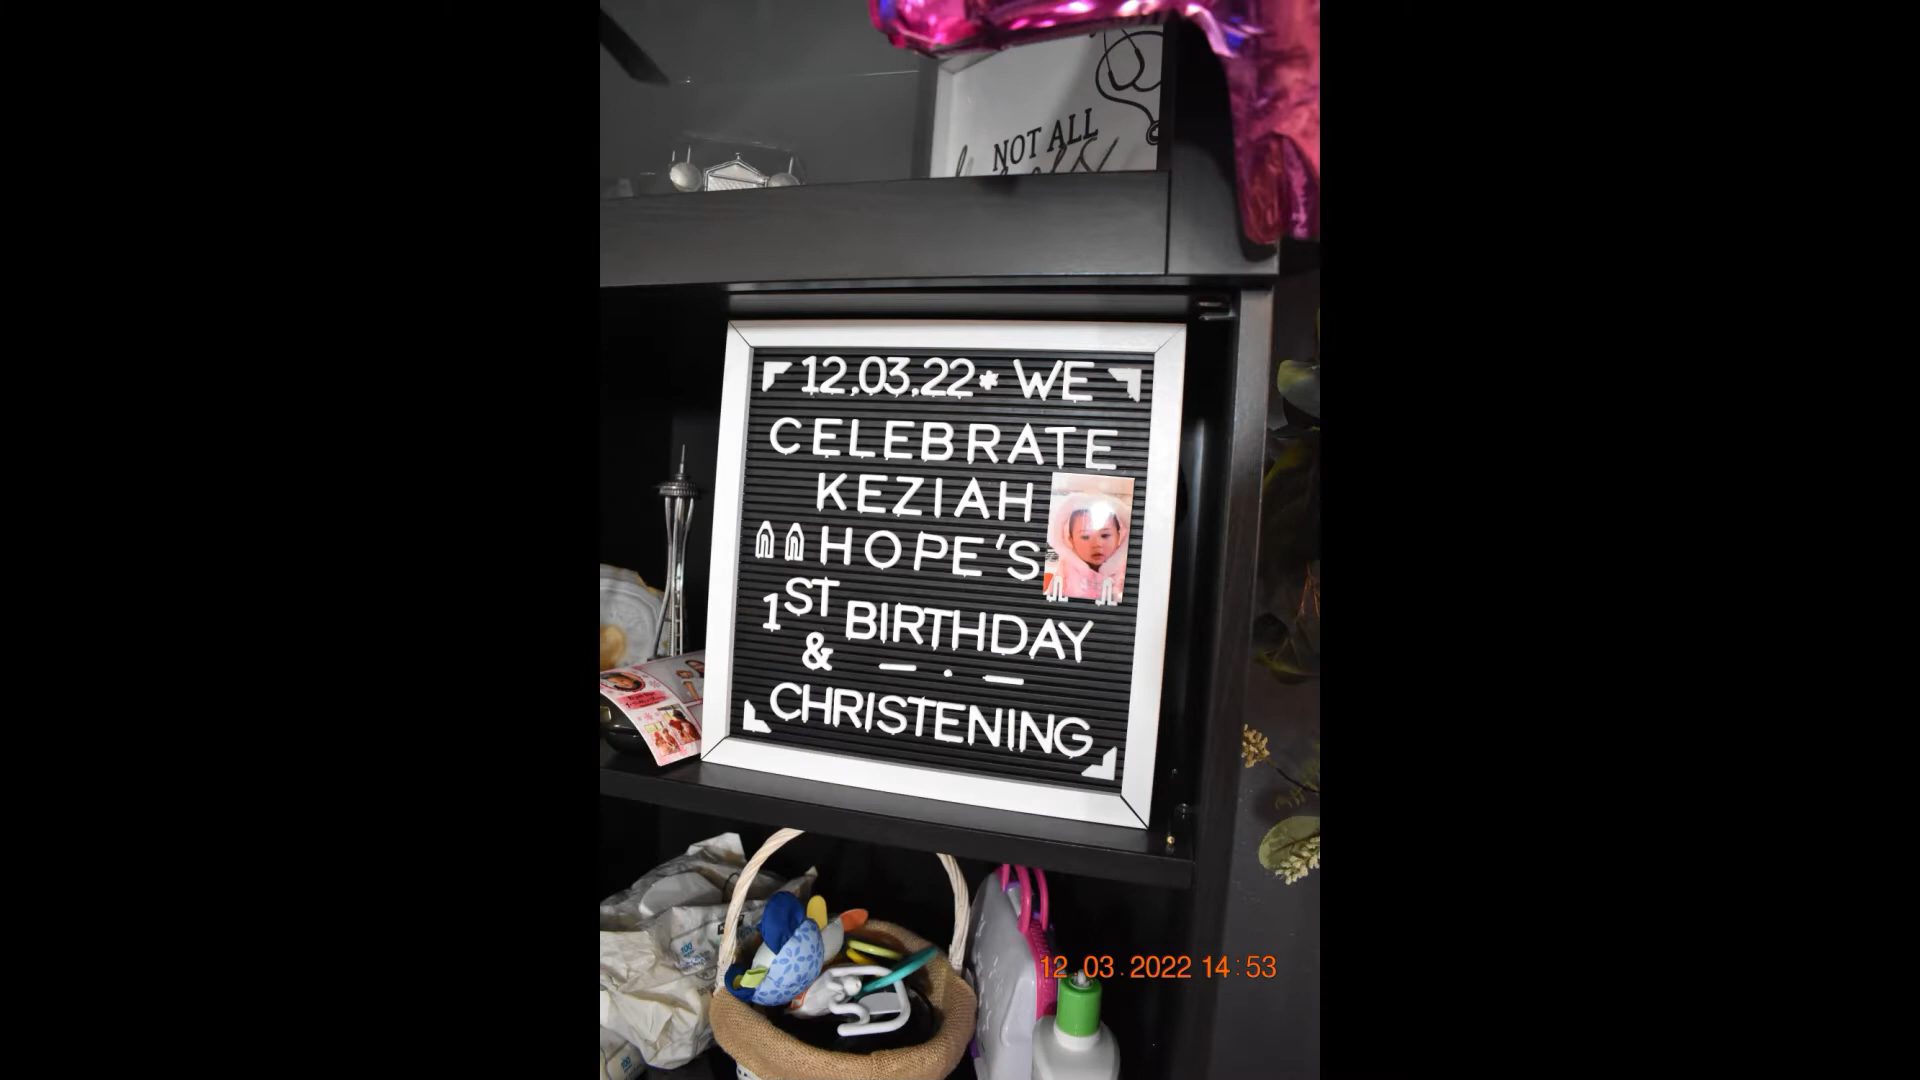 NOT ALL
12.03.22* WE
CELEBRATE
KEZIAH
HOPE'S
1ST BIRTHDAY
& — . —
CHRISTENING
12.03.2022 14:53